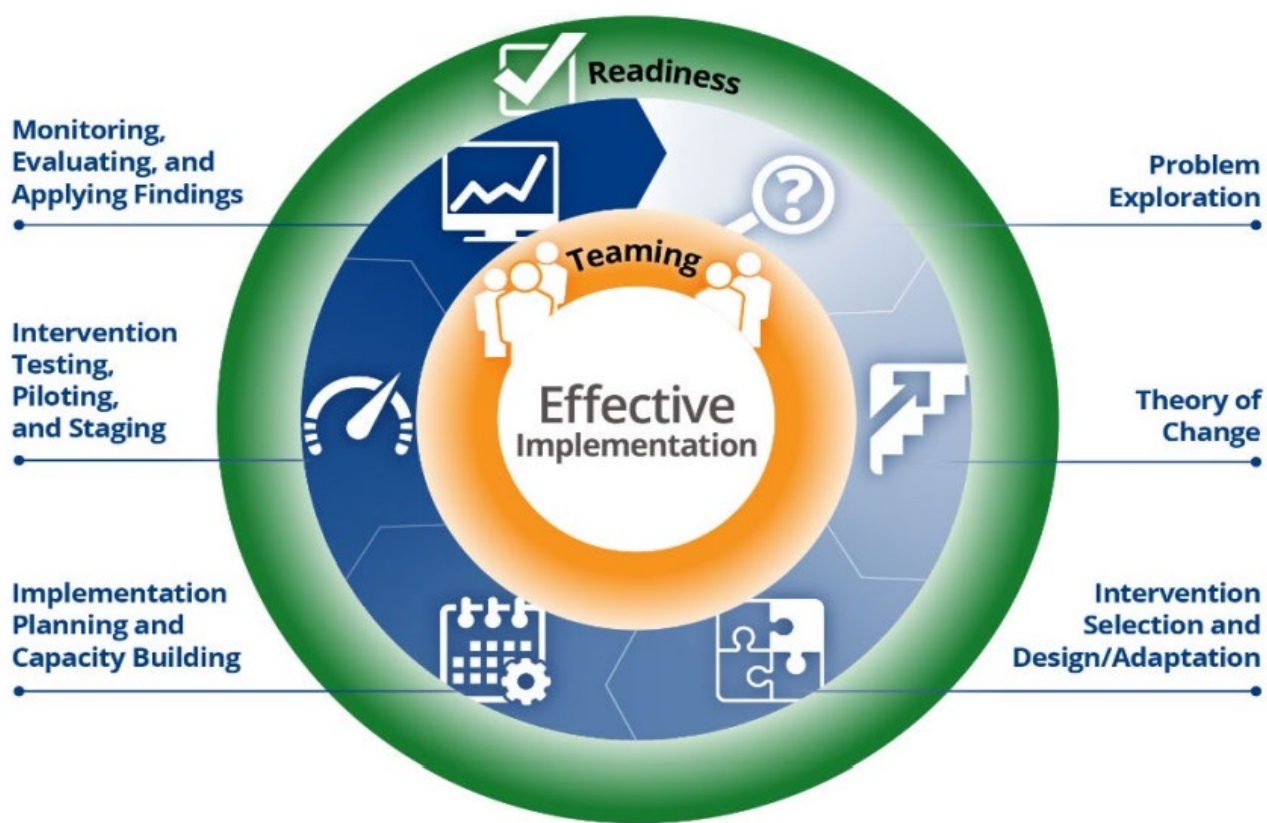 Readiness
Monitoring,
Evaluating, and
Applying Findings
Problem
Exploration
Teaming
Intervention
Testing,
Piloting,
and Staging
Effective
Implementation
Theory of
Change
Implementation
Planning and
Capacity Building
Intervention
Selection and
Design/Adaptation
?